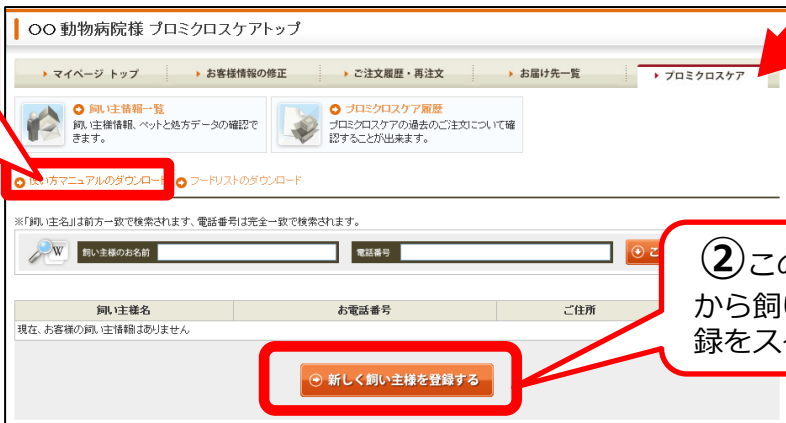 〇〇動物病院様 プロミクロスケアトップ
マイページ トップ お客様情報の修正 ご注文履歴・再注文 お届け先一覧 プロミクロスケア
飼い主情報一覧
飼い主様情報、ペットと処方データの確認で
きます。
プロミクロスケア履歴
プロミクロスケアの過去のご注文について確
認することが出来ます。
使い方マニュアルのダウンロード フードリストのダウンロード
※「飼い主名」は前方一致で検索されます、電話番号は完全一致で検索されます。
飼い主様のお名前 電話番号 こ
飼い主様名 お電話番号 ご住所
現在、お客様の飼い主情報はありません
新しく飼い主様を登録する
②この
から飼い
録をス